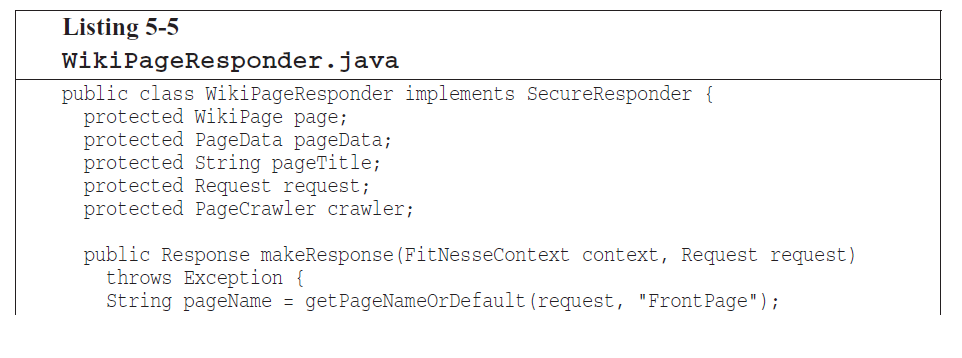 Listing 5-5
WikiPageResponder.java
public class WikiPageResponder implements SecureResponder {
protected WikiPage page;
protected PageData pageData;
protected String pageTitle;
protected Request request;
protected PageCrawler crawler;
public Response makeResponse(FitNesseContext context, Request request)
throws Exception {
String pageName = getPageNameOrDefault(request, "FrontPage");